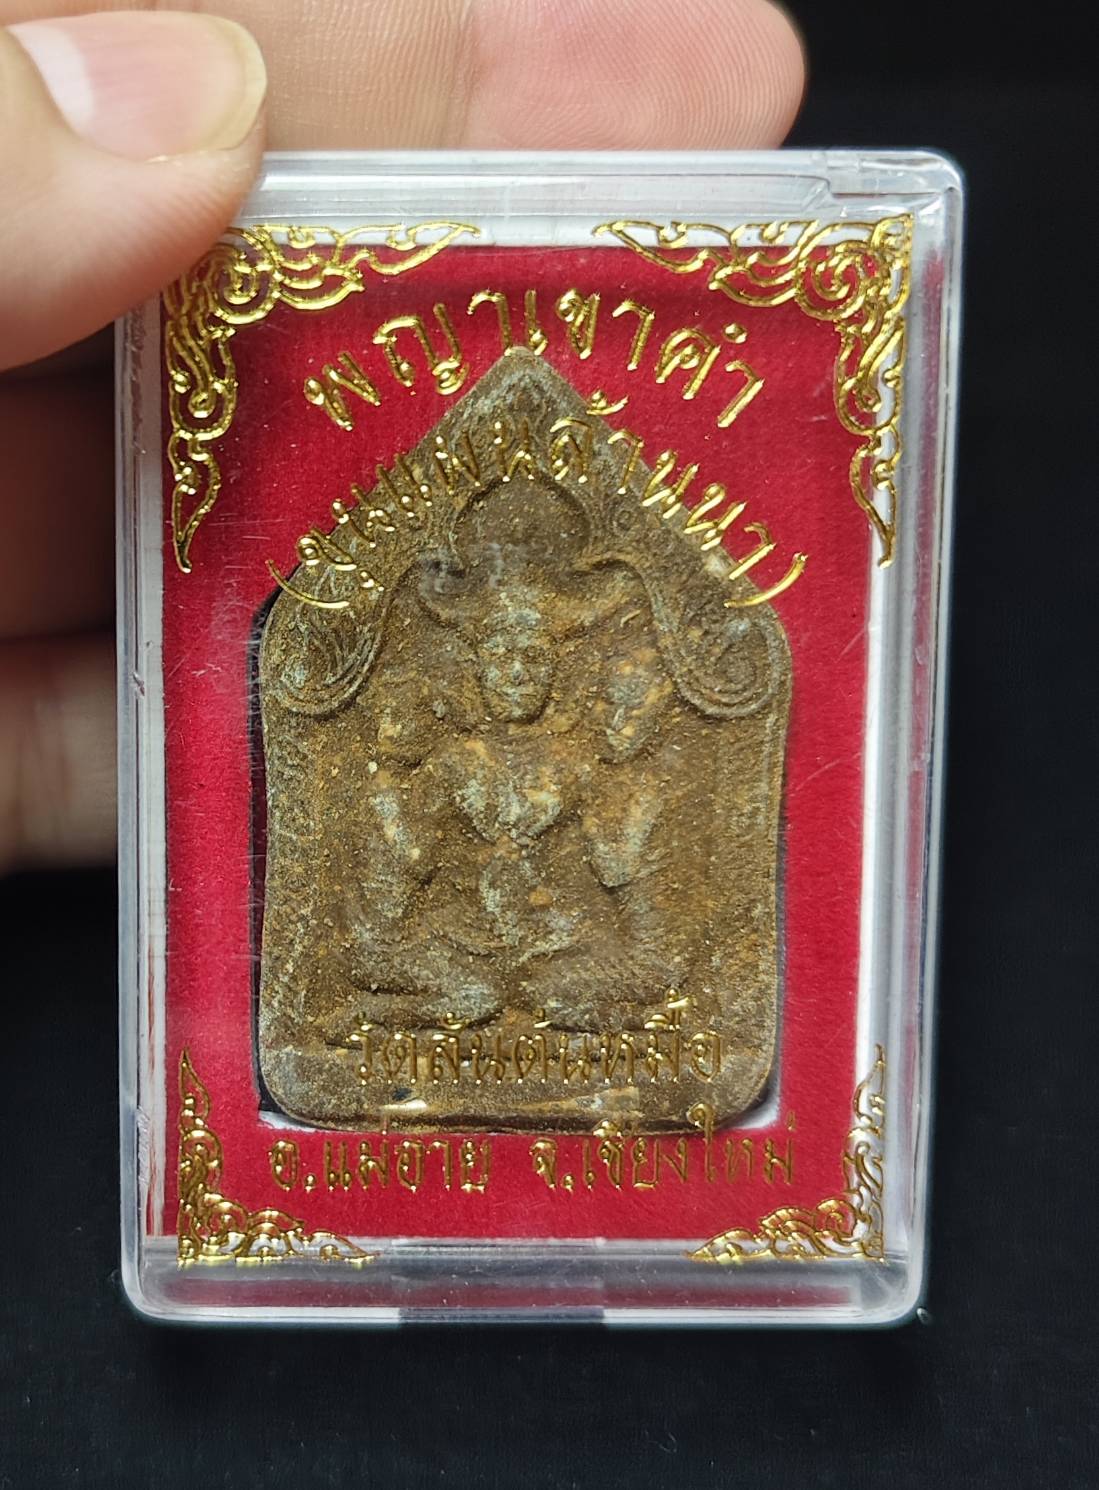 พญาเขาคำ
(ขุนแผนล้านนา)
วัดสันต้นหมื้อ
อ.แม่อาย จ.เชียงใหม่